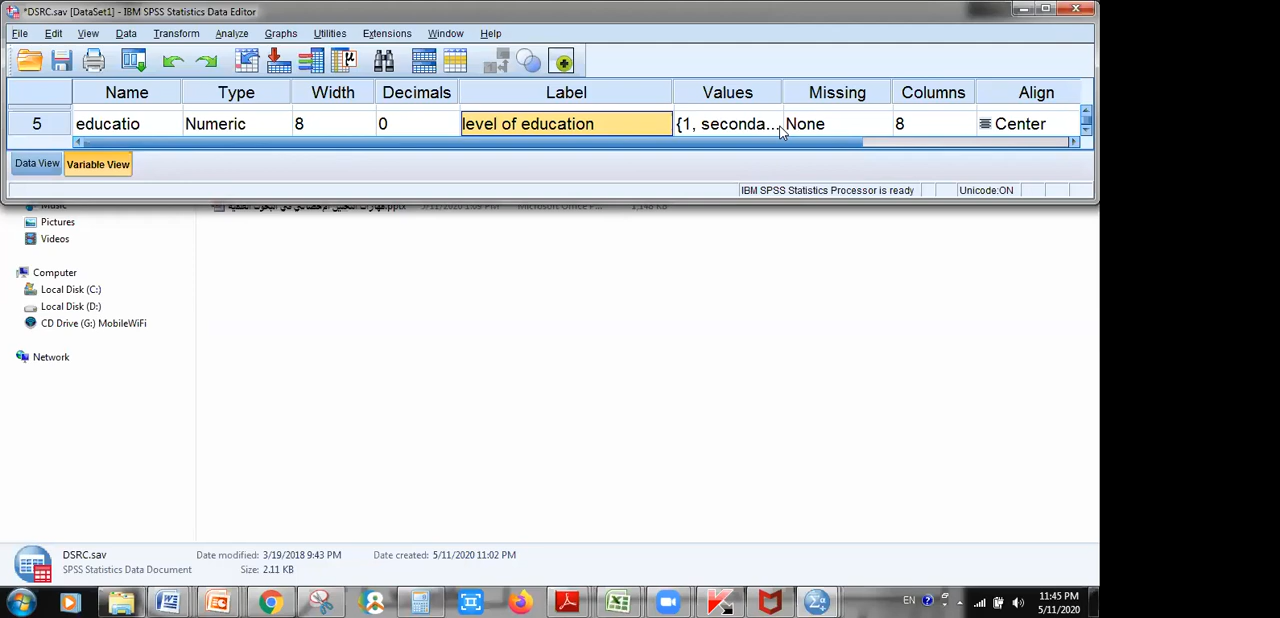 *DSRC.sav [DataSet1] - IBM SPSS Statistics Data Editor
File Edit View Data Transform Analyze Graphs Utilities Extensions Window Help
Name Type Width Decimals Label Values Missing Columns Align
5 educatio Numeric 8 0 level of education {1, seconda... None 8 Center
Data View Variable View
IBM SPSS Statistics Processor is ready Unicode:ON
Pictures
Videos
Computer
Local Disk (C:)
Local Disk (D:)
CD Drive (G:) MobileWiFi
Network
DSRC.sav Date modified: 3/19/2018 9:43 PM Date created: 5/11/2020 11:02 PM
SPSS Statistics Data Document Size: 2.11 KB
EN 11:45 PM
5/11/2020